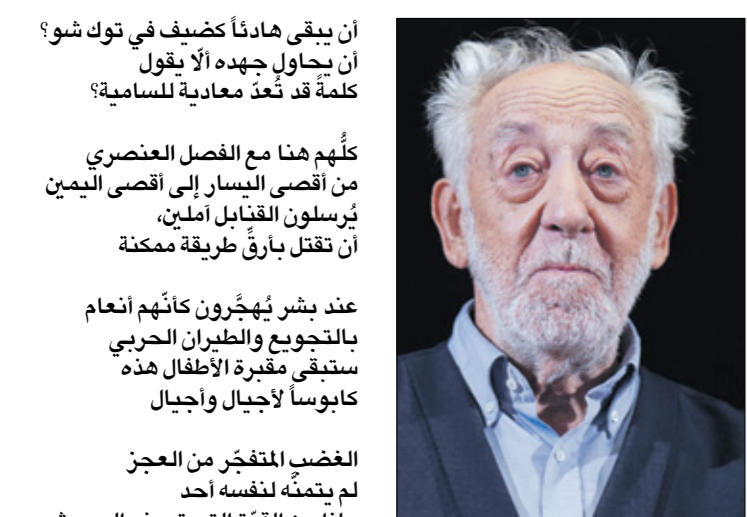 أن يبقى هادئاً كضيف في توك شو؟
أن يحاول جهده ألّا يقول
كلمةً قد تُعدّ معادية للسامية؟
كلُّهم هنا مع الفصل العنصري
من أقصى اليسار إلى أقصى اليمين
يُرسلون القنابل آملين،
أن تقتل بأرقِّ طريقة ممكنة
عند بشر يُهجَّرون كأنّهم أنعام
بالتجويع والطيران الحربي
ستبقى مقبرة الأطفال هذه
كابوساً لأجيال وأجيال
الغضب المتفجّر من العجز
لم يتمنَّه لنفسه أحد